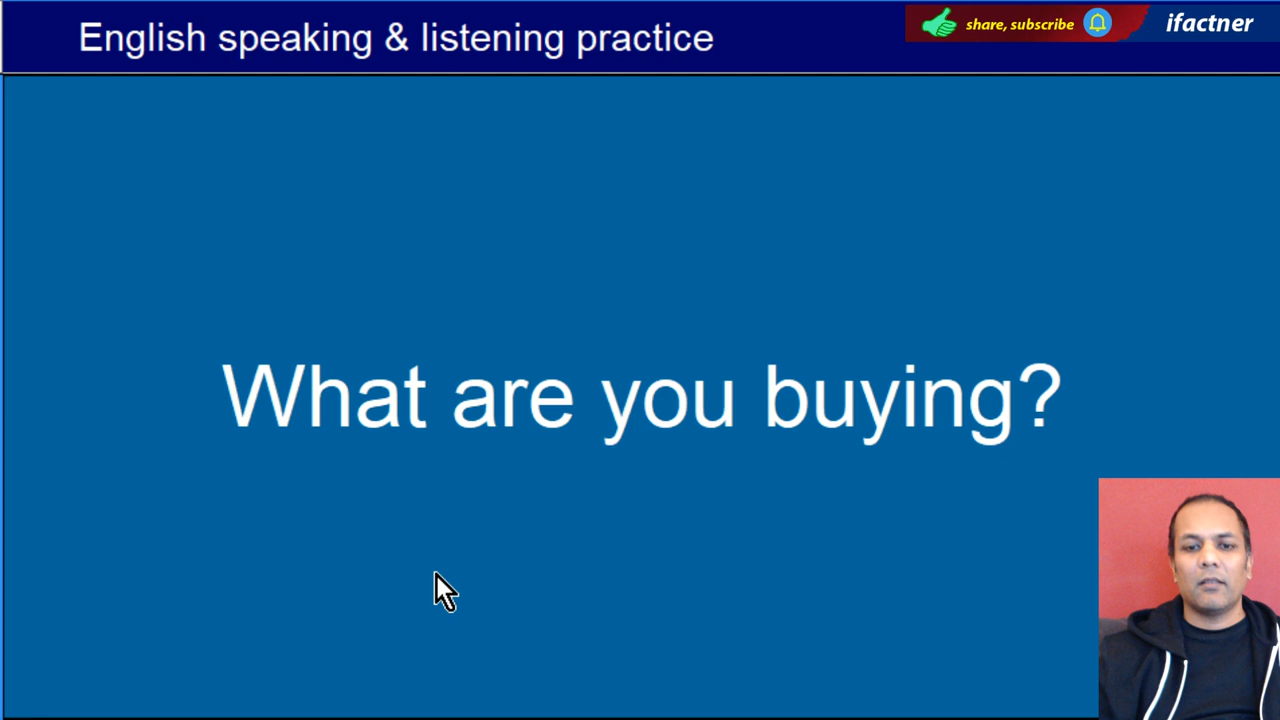 English speaking & listening practice
share, subscribe
ifactner
What are you buying?